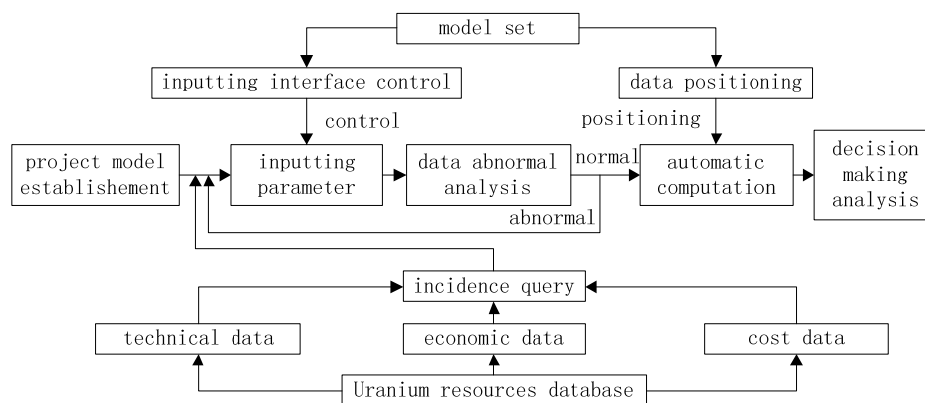 model set
inputting interface control
data positioning
control
positioning
project model
establishement
inputting
parameter
data abnormal
analysis
normal
abnormal
automatic
computation
decision
making
analysis
incidence query
technical data
economic data
cost data
Uranium resources database